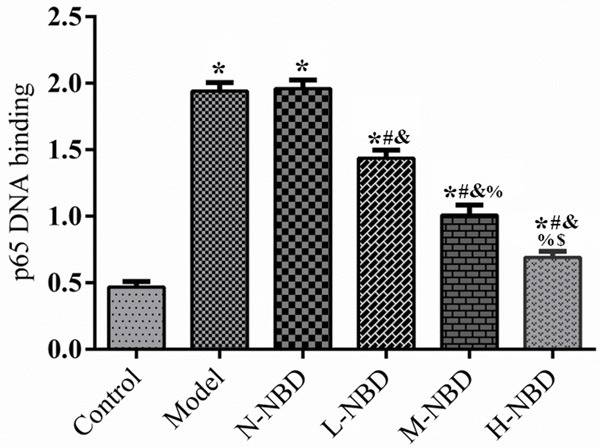 p65 DNA binding
2.5
2.0
1.5
1.0
0.5
0.0
*
*
*#&
*#&%
*#&
%$
Control
Model
N-NBD
L-NBD
M-NBD
H-NBD